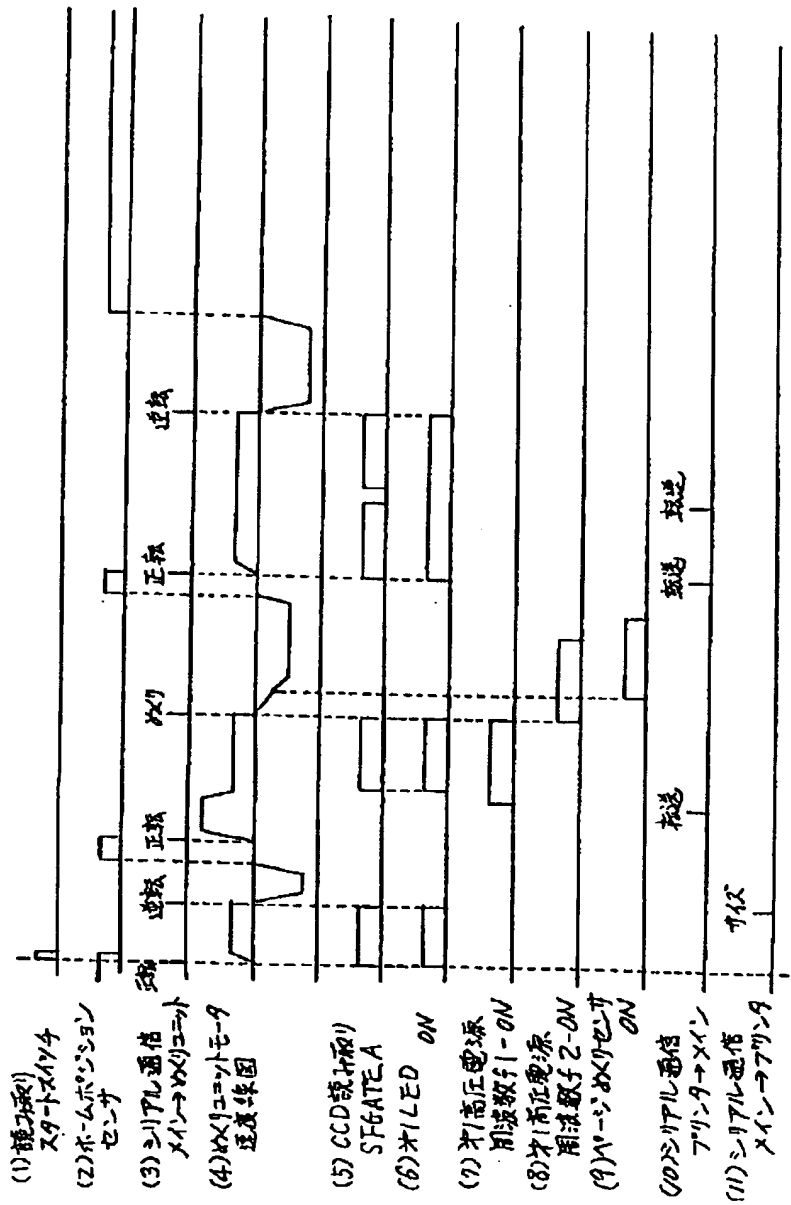 (1)読み取り
スタートスイッチ
(2)ホームポジション
センサ
(3)シリアル通信
メイン→めくりユニット
正転
逆転
正転
めくり
正転
逆転
(4)めくりユニットモータ
速度線図
(5)CCD読み取り
STGATEA
(6)オ1LED ON
(7)オ1高圧電源
周波数f1-ON
(8)オ1高圧電源
周波数f2-ON
(9)ページめくりセンサ
ON
(10)シリアル通信
プリンタ→メイン
転送
転送
転送
(11)シリアル通信
メイン→プリンタ
サイズ